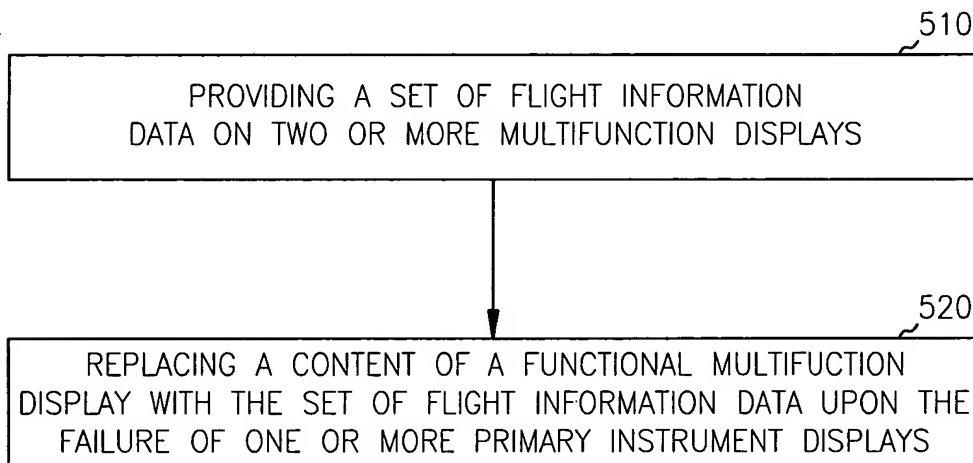 510
PROVIDING A SET OF FLIGHT INFORMATION
DATA ON TWO OR MORE MULTIFUNCTION DISPLAYS
520
REPLACING A CONTENT OF A FUNCTIONAL MULTIFUCTION
DISPLAY WITH THE SET OF FLIGHT INFORMATION DATA UPON THE
FAILURE OF ONE OR MORE PRIMARY INSTRUMENT DISPLAYS